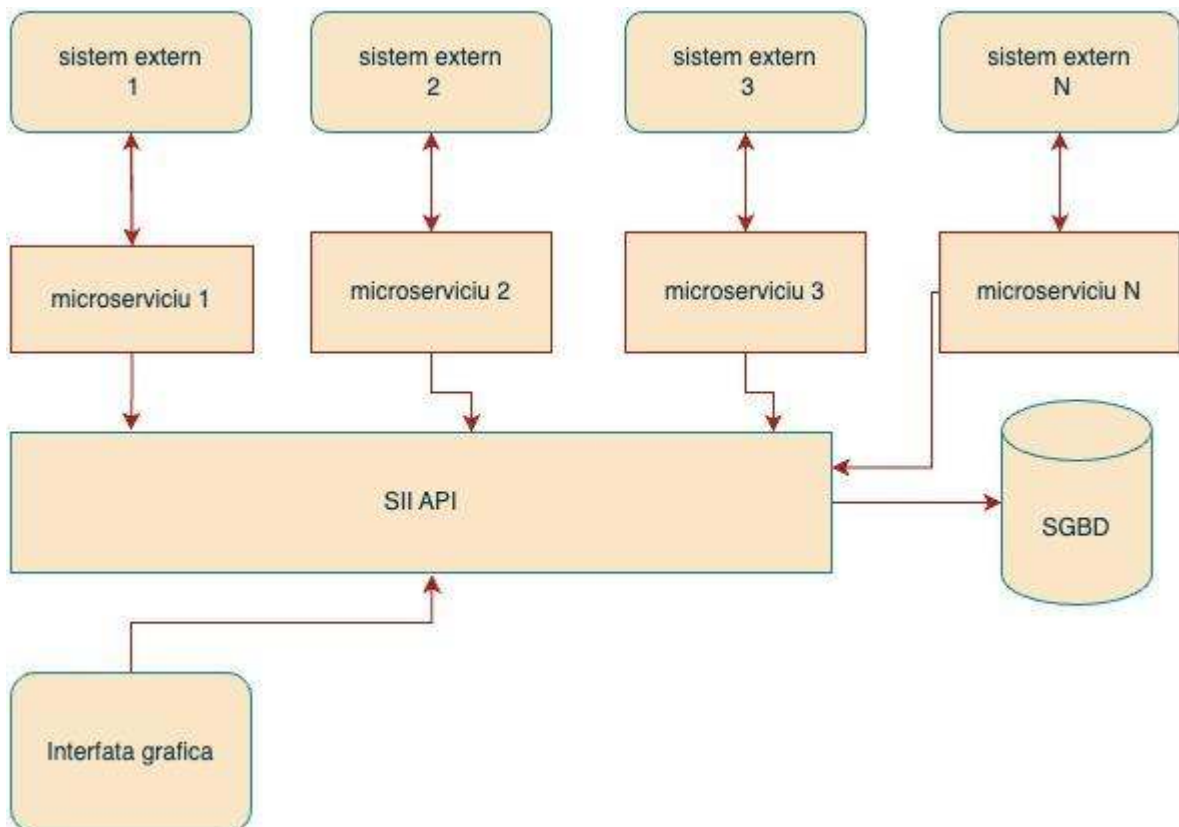 sistem extern
1
sistem extern
2
sistem extern
3
sistem extern
N
microserviciu 1
microserviciu 2
microserviciu 3
microserviciu N
SII API
SGBD
Interfata grafica